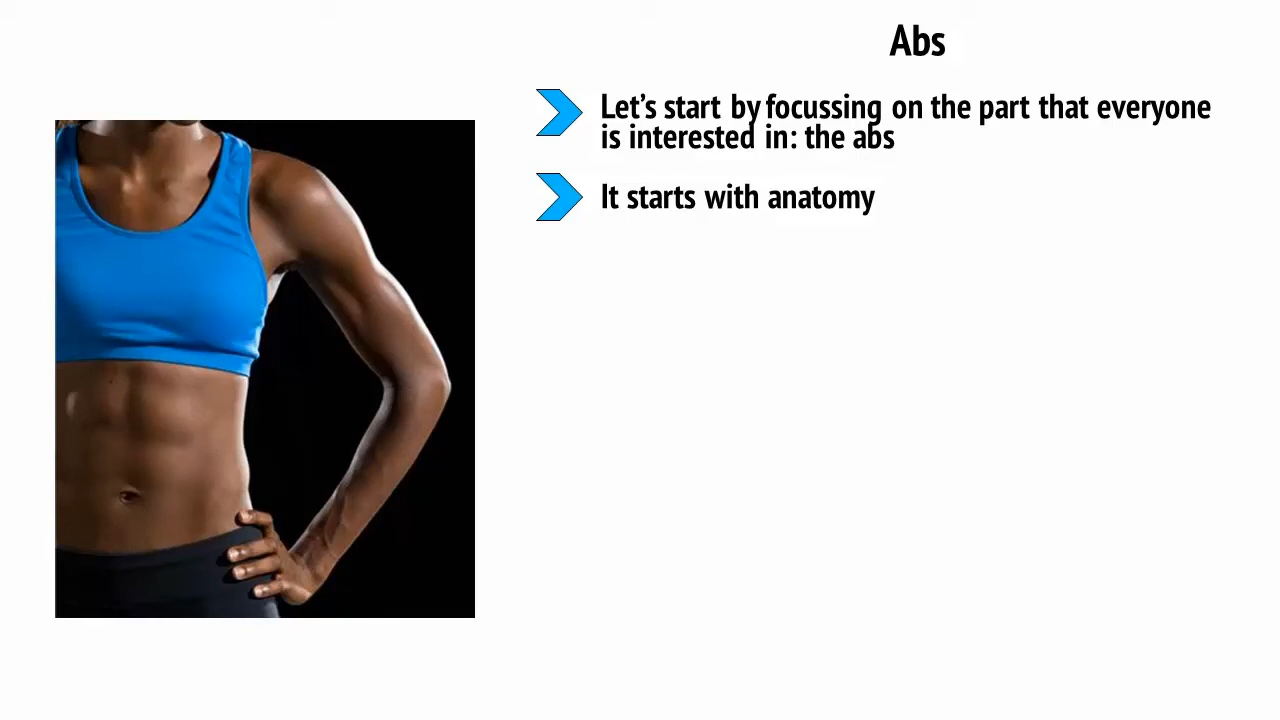 Abs
Let's start by focussing on the part that everyone
is interested in: the abs
It starts with anatomy